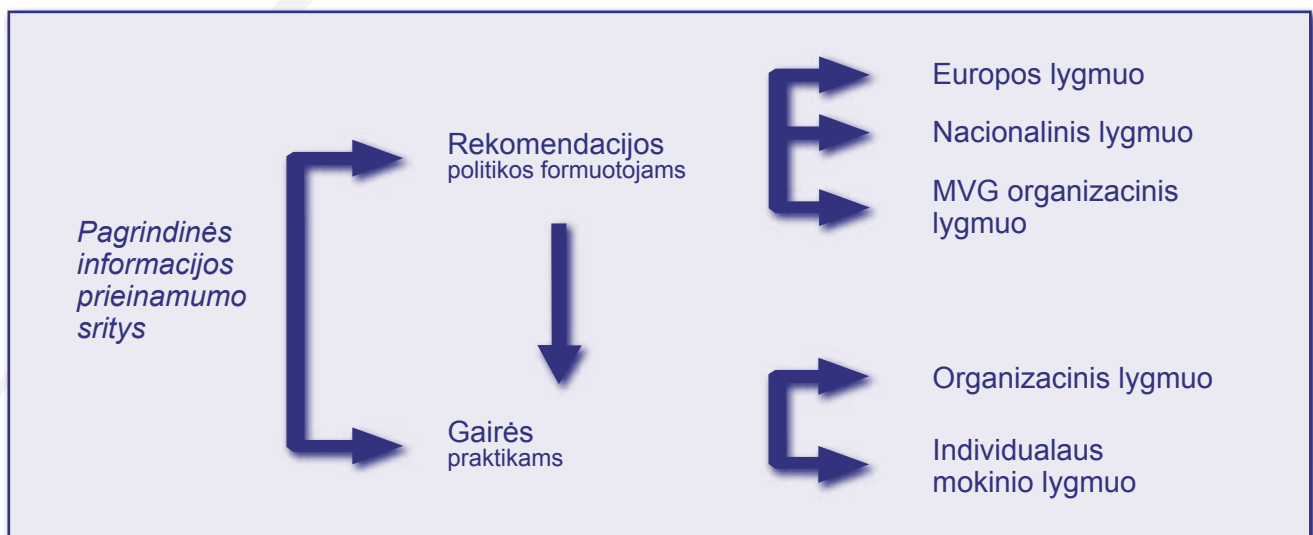 Pagrindinės
informacijos
prieinamumo
sritys
Rekomendacijos
politikos formuotojams
Gairės
praktikams
Europos lygmuo
Nacionalinis lygmuo
MVG organizacinis
lygmuo
Organizacinis lygmuo
Individualaus
mokinio lygmuo